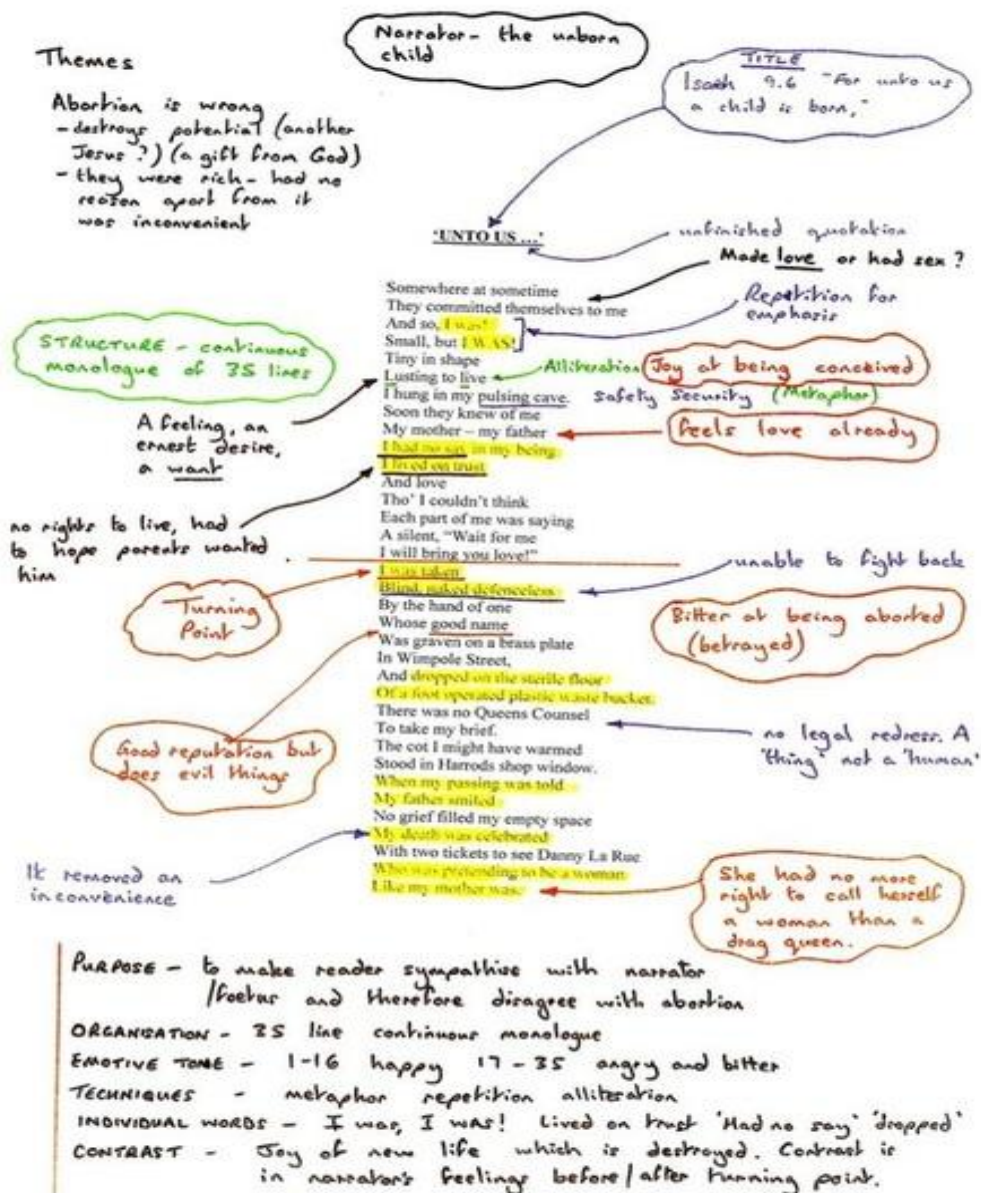 Narrator - the unborn
child
Themes
Abortion is wrong
- destroys potential (another
Jesus?) (a gift from God)
- they were rich - had no
reason apart from it
was inconvenient
TITLE
Isaiah 9.6 "For unto us
a child is born,"
'UNTO US ...'
unfinished quotation
Made love or had sex?
Somewhere at sometime
They committed themselves to me
And so, I was!
Small, but I WAS!
Repetition for
emphasis
Tiny in shape
Lusting to live
Alliteration
Joy at being conceived
STRUCTURE - continuous
monologue of 35 lines
I hung in my pulsing cave.
safety security (Metaphor)
Soon they knew of me
My mother – my father
feels love already
A feeling, an
ernest desire,
a want
I had no say in my being
I lived on trust
And love
Tho' I couldn't think
Each part of me was saying
A silent, "Wait for me
I will bring you love!"
no rights to live, had
to hope parents wanted
him
I was taken
Blind, naked defenceless
unable to fight back
Turning
Point
By the hand of one
Whose good name
Was graven on a brass plate
In Wimpole Street,
Bitter at being aborted
(betrayed)
And dropped on the sterile floor
Of a foot operated plastic waste bucket.
There was no Queens Counsel
To take my brief.
no legal redress. A
'thing' not a 'human'
Good reputation but
does evil things
The cot I might have warmed
Stood in Harrods shop window.
When my passing was told
My father smiled
No grief filled my empty space
My death was celebrated
With two tickets to see Danny La Rue
Who was pretending to be a woman
Like my mother was.
It removed an
inconvenience
She had no more
right to call herself
a woman than a
drag queen.
PURPOSE - to make reader sympathise with narrator
/foetus and therefore disagree with abortion
ORGANISATION - 35 line continuous monologue
EMOTIVE TONE - 1-16 happy 17-35 angry and bitter
TECHNIQUES - metaphor repetition alliteration
INDIVIDUAL WORDS - I was, I was! Lived on trust 'Had no say' 'dropped'
CONTRAST - Joy of new life which is destroyed. Contrast is
in narrator's feelings before/after turning point.